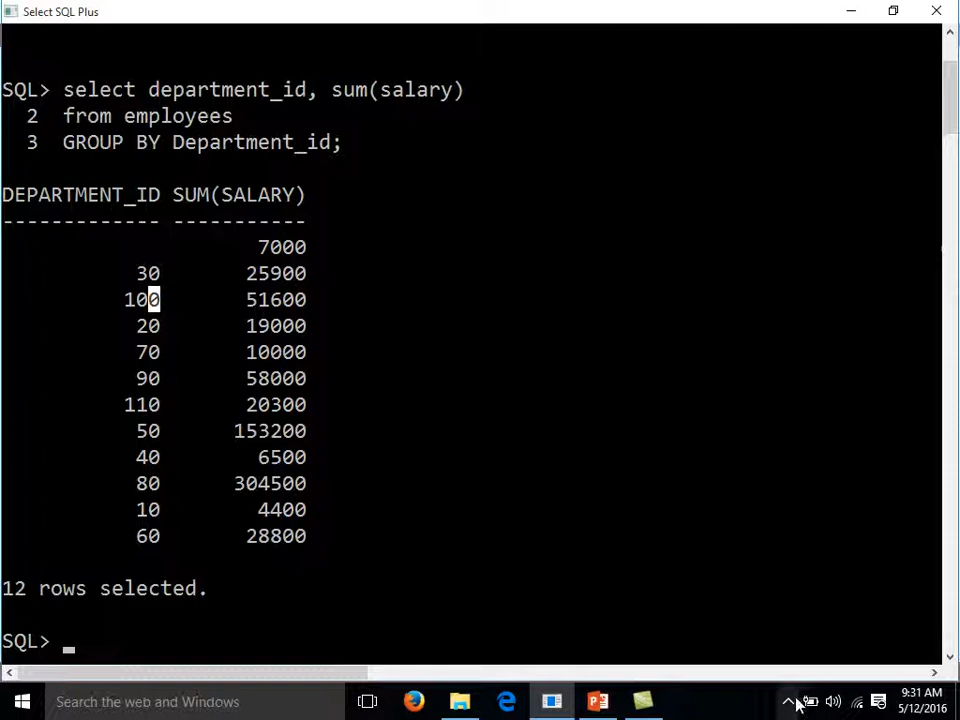 Select SQL Plus
SQL> select department_id, sum(salary)
2 from employees
3 GROUP BY Department_id;
DEPARTMENT_ID SUM(SALARY)
------------- -----------
7000
30 25900
100 51600
20 19000
70 10000
90 58000
110 20300
50 153200
40 6500
80 304500
10 4400
60 28800
12 rows selected.
SQL>
Search the web and Windows
9:31 AM
5/12/2016